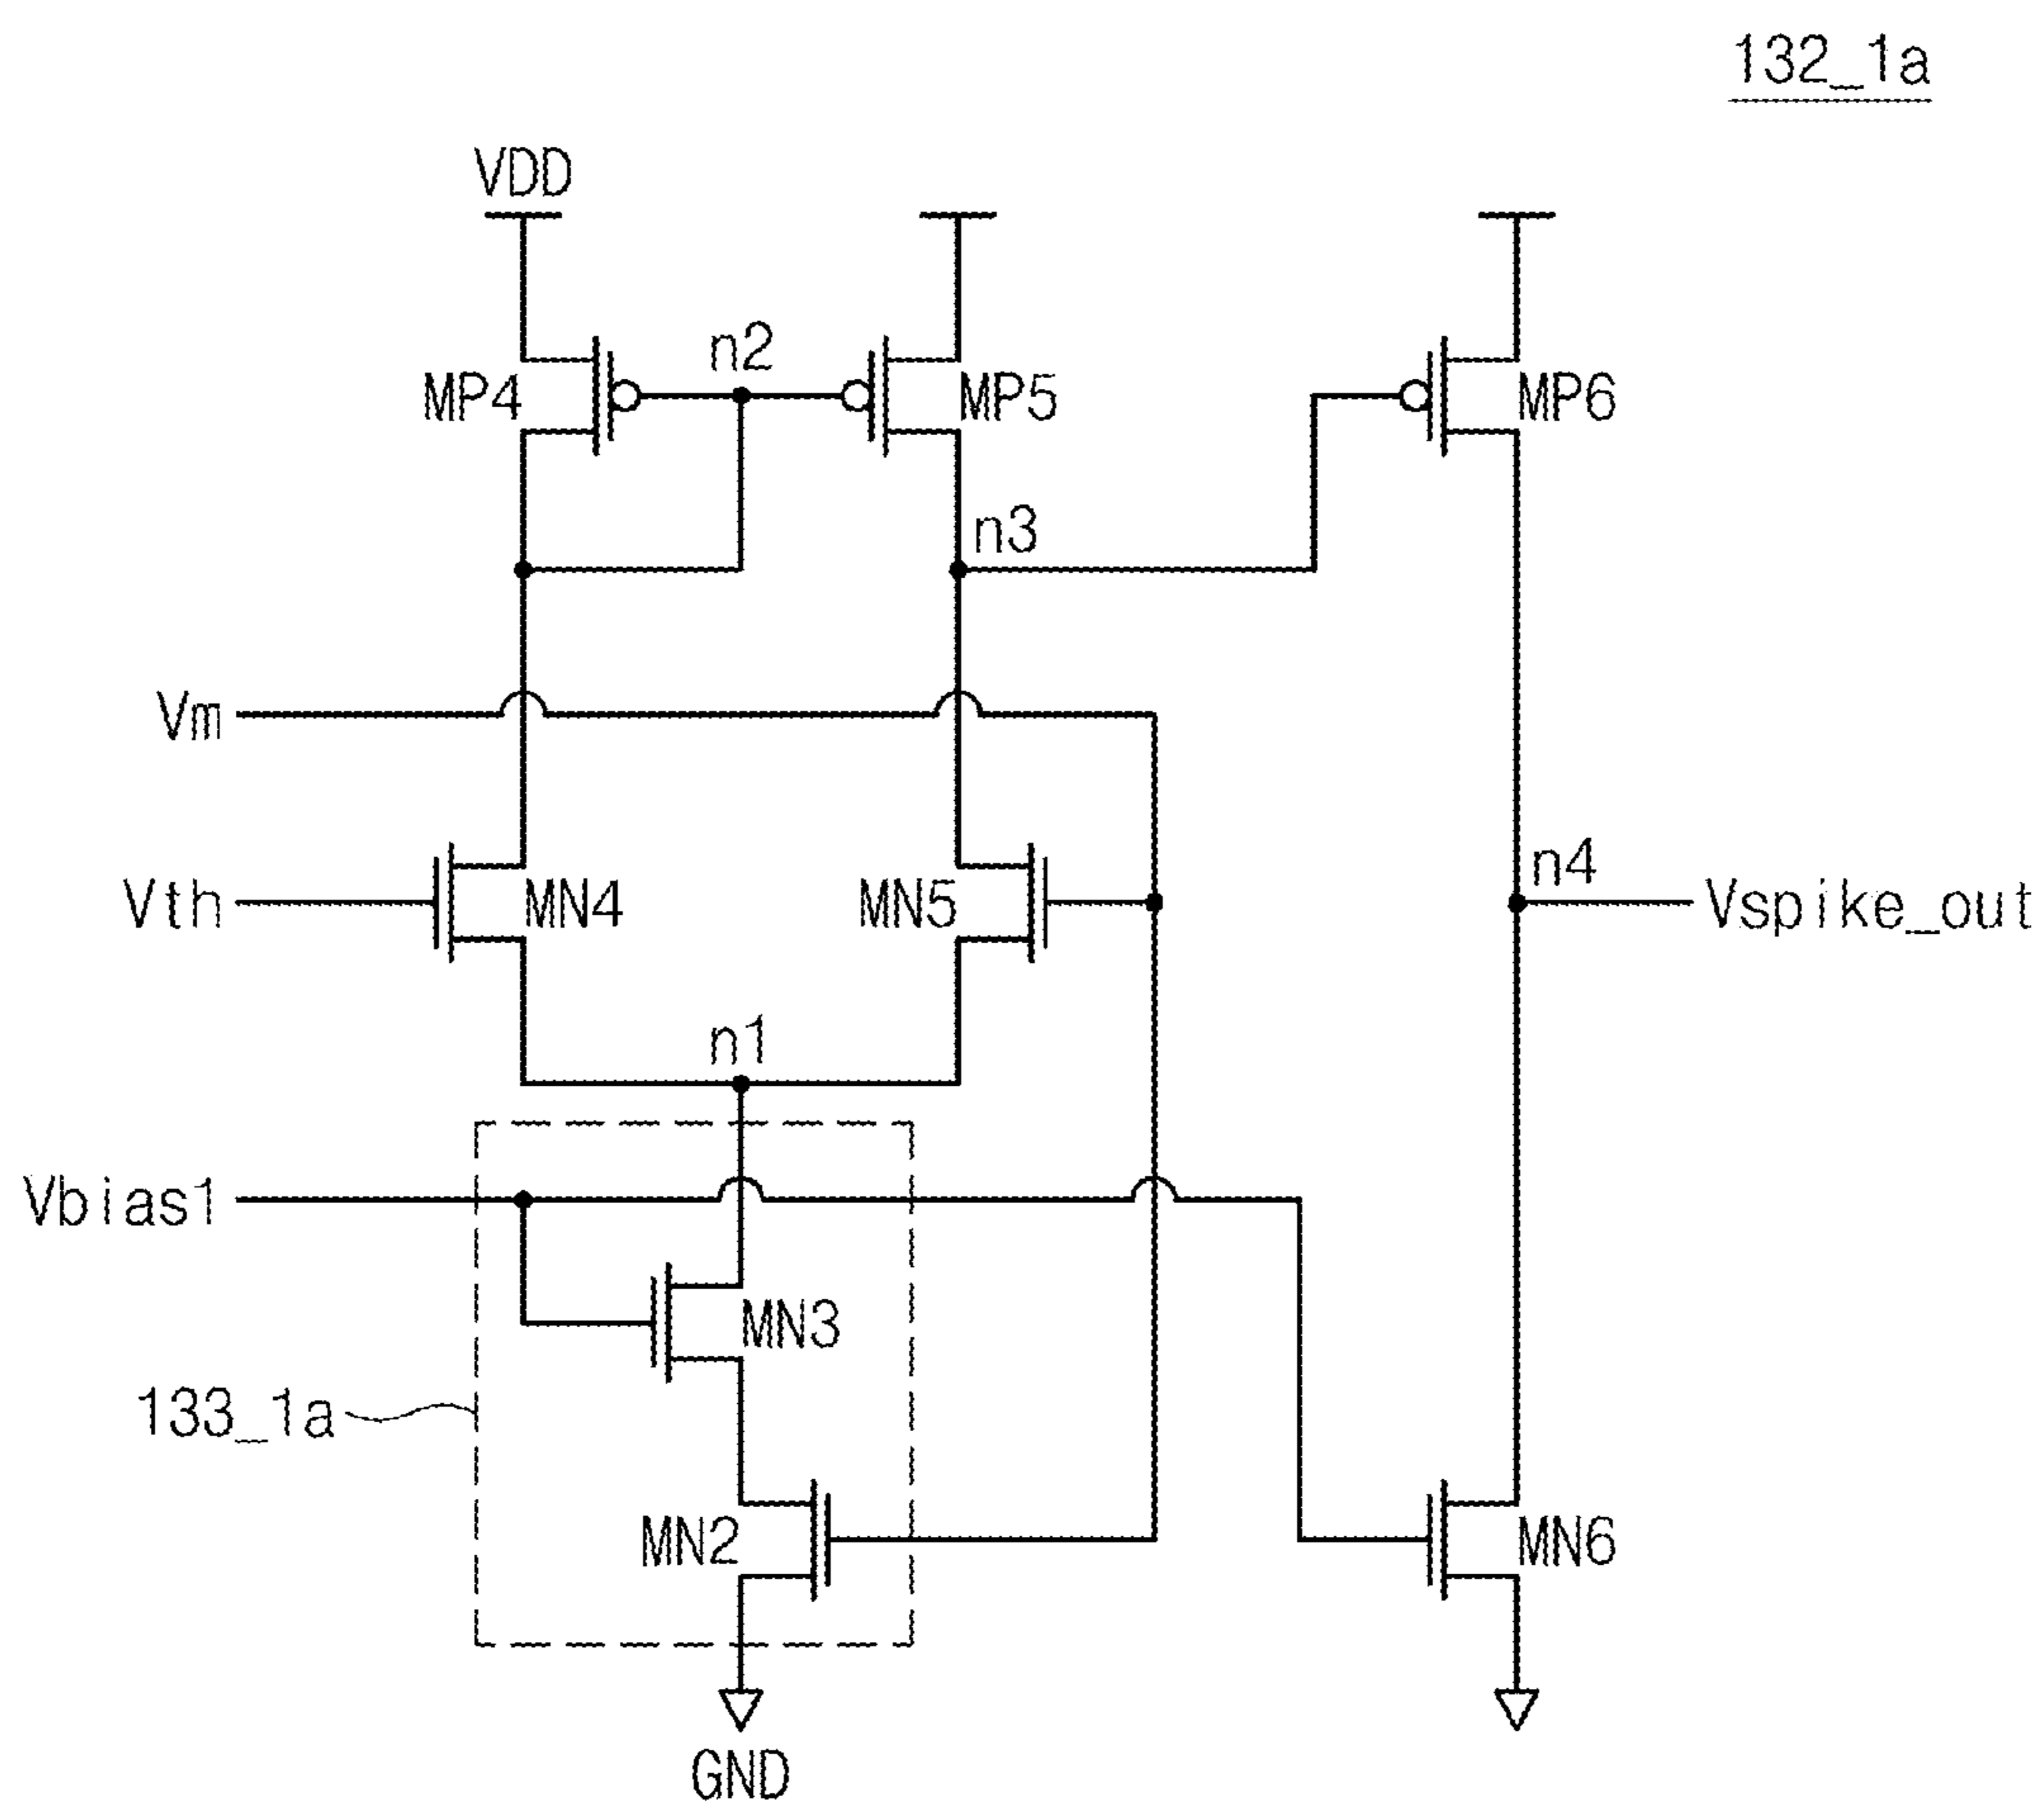 132_1a
VDD
n2
MP4
MP5
MP6
n3
Vm
Vth
MN4
MN5
n4
Vspike_out
n1
Vbias1
MN3
133_1a
MN2
MN6
GND